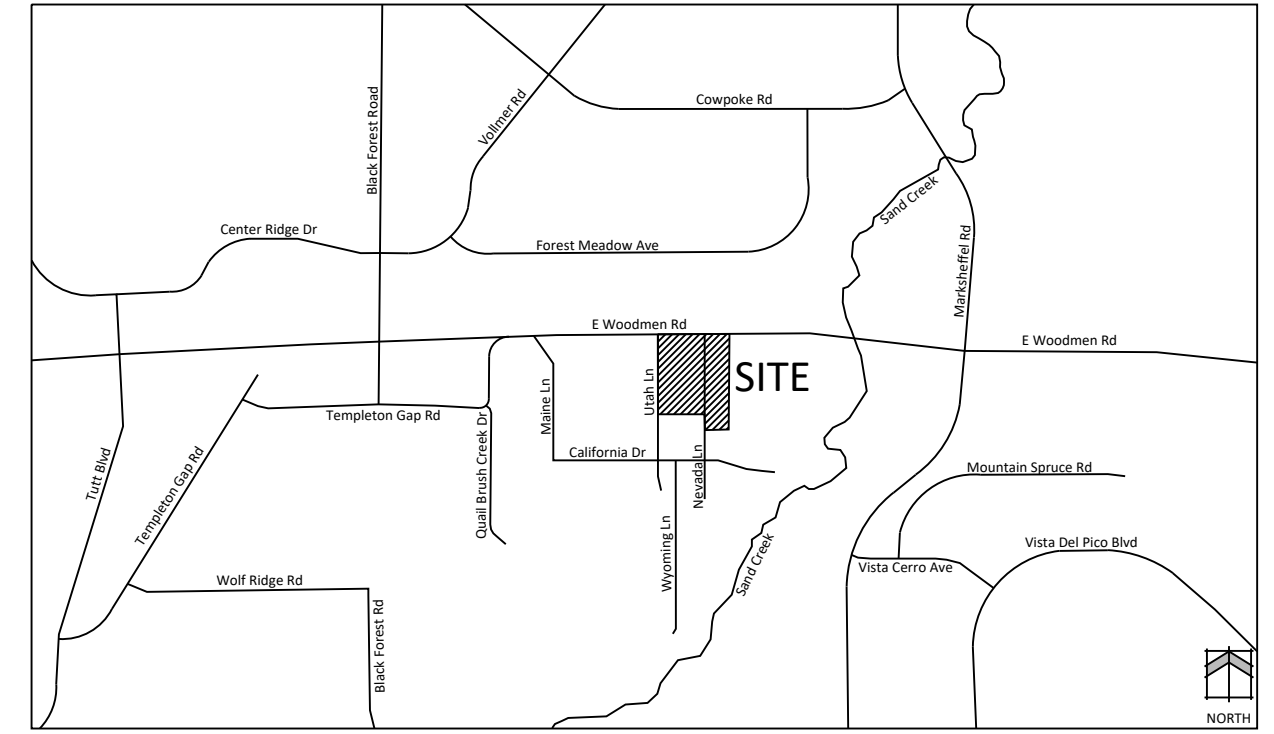 Cowpoke Rd
Vollmer Rd
Black Forest Road
Sand Creek
Center Ridge Dr
Forest Meadow Ave
Marksheffel Rd
E Woodmen Rd
E Woodmen Rd
SITE
Utah Ln
Maine Ln
Templeton Gap Rd
Quail Brush Creek Dr
California Dr
Nevada Ln
Tutt Blvd
Templeton Gap Rd
Mountain Spruce Rd
Wyoming Ln
Sand Creek
Vista Del Pico Blvd
Vista Cerro Ave
Wolf Ridge Rd
Black Forest Rd
NORTH